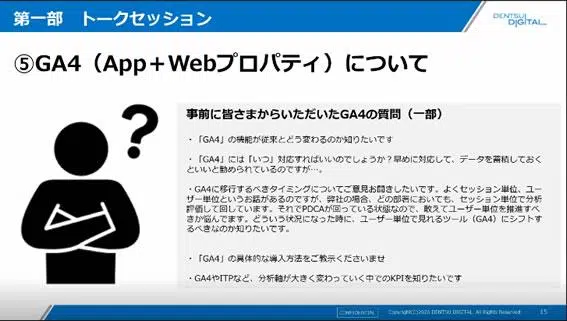 第一部　トークセッション
DENTSU
DIGITAL
⑤GA4（App＋Webプロパティ）について
?
事前に皆さまからいただいたGA4の質問（一部）
・「GA4」の機能が従来とどう変わるのか知りたいです
・「GA4」には「いつ」対応すればいいのでしょうか？早めに対応して、データを蓄積しておく
といいと勧められているのですが…。
・GA4に移行するべきタイミングについてご意見お聞きしたいです。よくセッション単位、ユー
ザー単位というお話があるのですが、弊社の場合、どの部署においても、セッション単位で分析
評価して回しています。それでPDCAが回っている状態なので、敢えてユーザー単位を推進すべ
きか悩んでます。どういう状況になった時に、ユーザー単位で見れるツール（GA4）にシフトす
るべきなのか知りたいです。
・「GA4」の具体的な導入方法をご教示くださいませ
・GA4やITPなど、分析軸が大きく変わっていく中でのKPIを知りたいです
CONFIDENTIAL
Copyright(C)2020 DENTSU DIGITAL. All Rights Reserved.
15